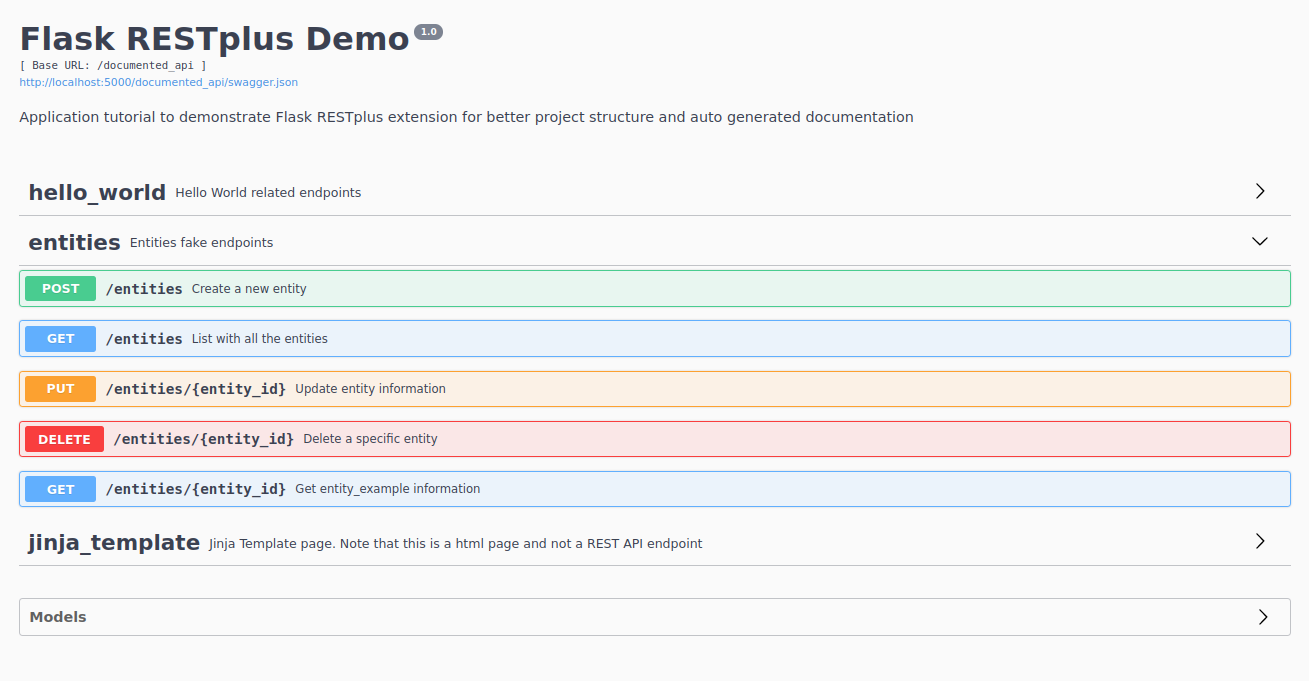 Flask RESTplus Demo 1.0
[ Base URL: /documented_api ]
http://localhost:5000/documented_api/swagger.json
Application tutorial to demonstrate Flask RESTplus extension for better project structure and auto generated documentation
hello_world Hello World related endpoints
entities Entities fake endpoints
POST /entities Create a new entity
GET /entities List with all the entities
PUT /entities/{entity_id} Update entity information
DELETE /entities/{entity_id} Delete a specific entity
GET /entities/{entity_id} Get entity_example information
jinja_template Jinja Template page. Note that this is a html page and not a REST API endpoint
Models